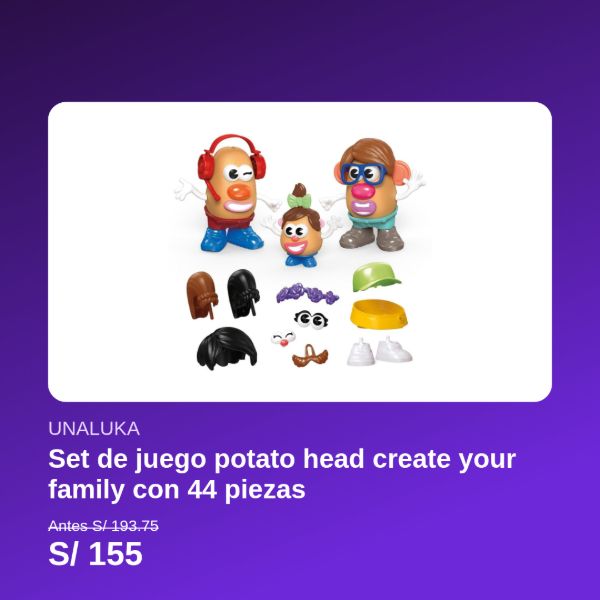 UNALUKA
Set de juego potato head create your
family con 44 piezas
Antes S/ 193.75
S/ 155